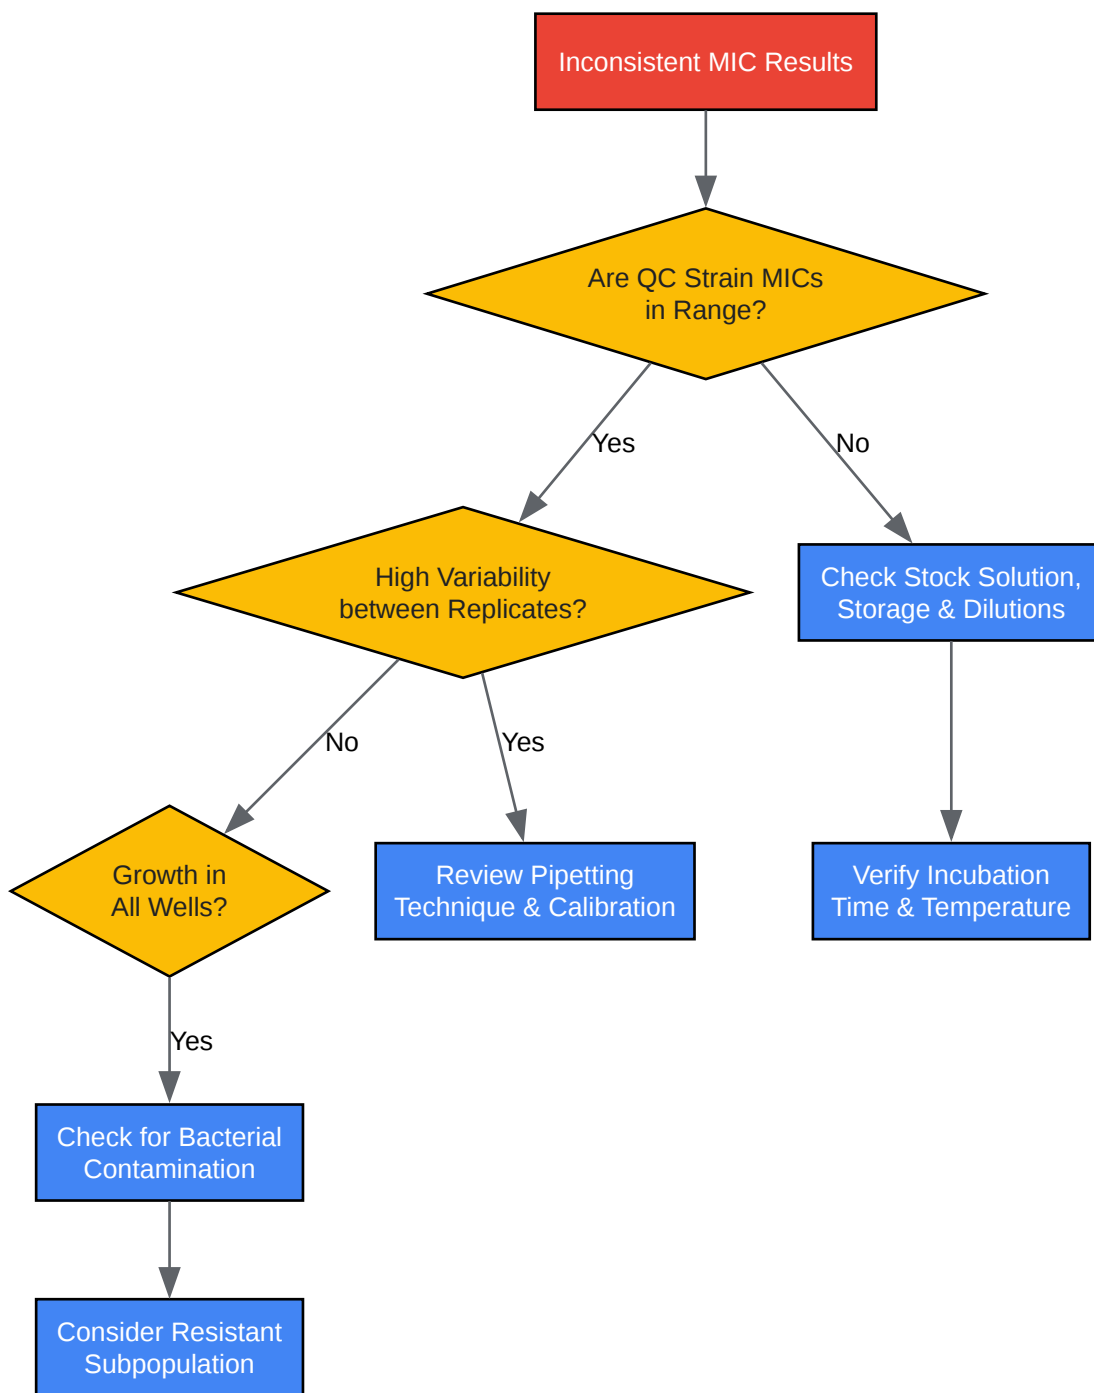 Inconsistent MIC Results
Are QC Strain MICs
in Range?
Yes
No
High Variability
between Replicates?
Check Stock Solution,
Storage & Dilutions
No
Yes
Growth in
All Wells?
Review Pipetting
Technique & Calibration
Verify Incubation
Time & Temperature
Yes
Check for Bacterial
Contamination
Consider Resistant
Subpopulation